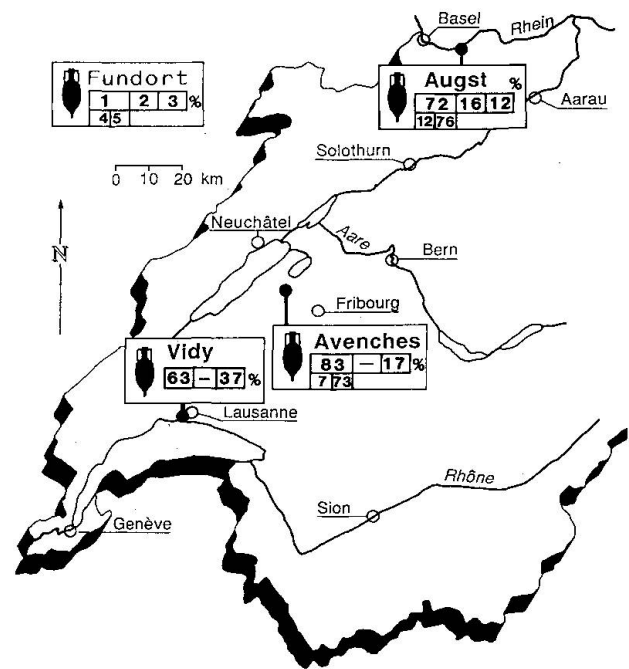 Basel
Rhein
Fundort
1 2 3 %
4 5
Augst %
72 16 12
12 76
Aarau
Solothurn
0 10 20 km
N
Neuchâtel
Aare
Bern
Fribourg
Vidy
63 – 37 %
Avenches
83 – 17 %
7 73
Lausanne
Rhône
Sion
Genève